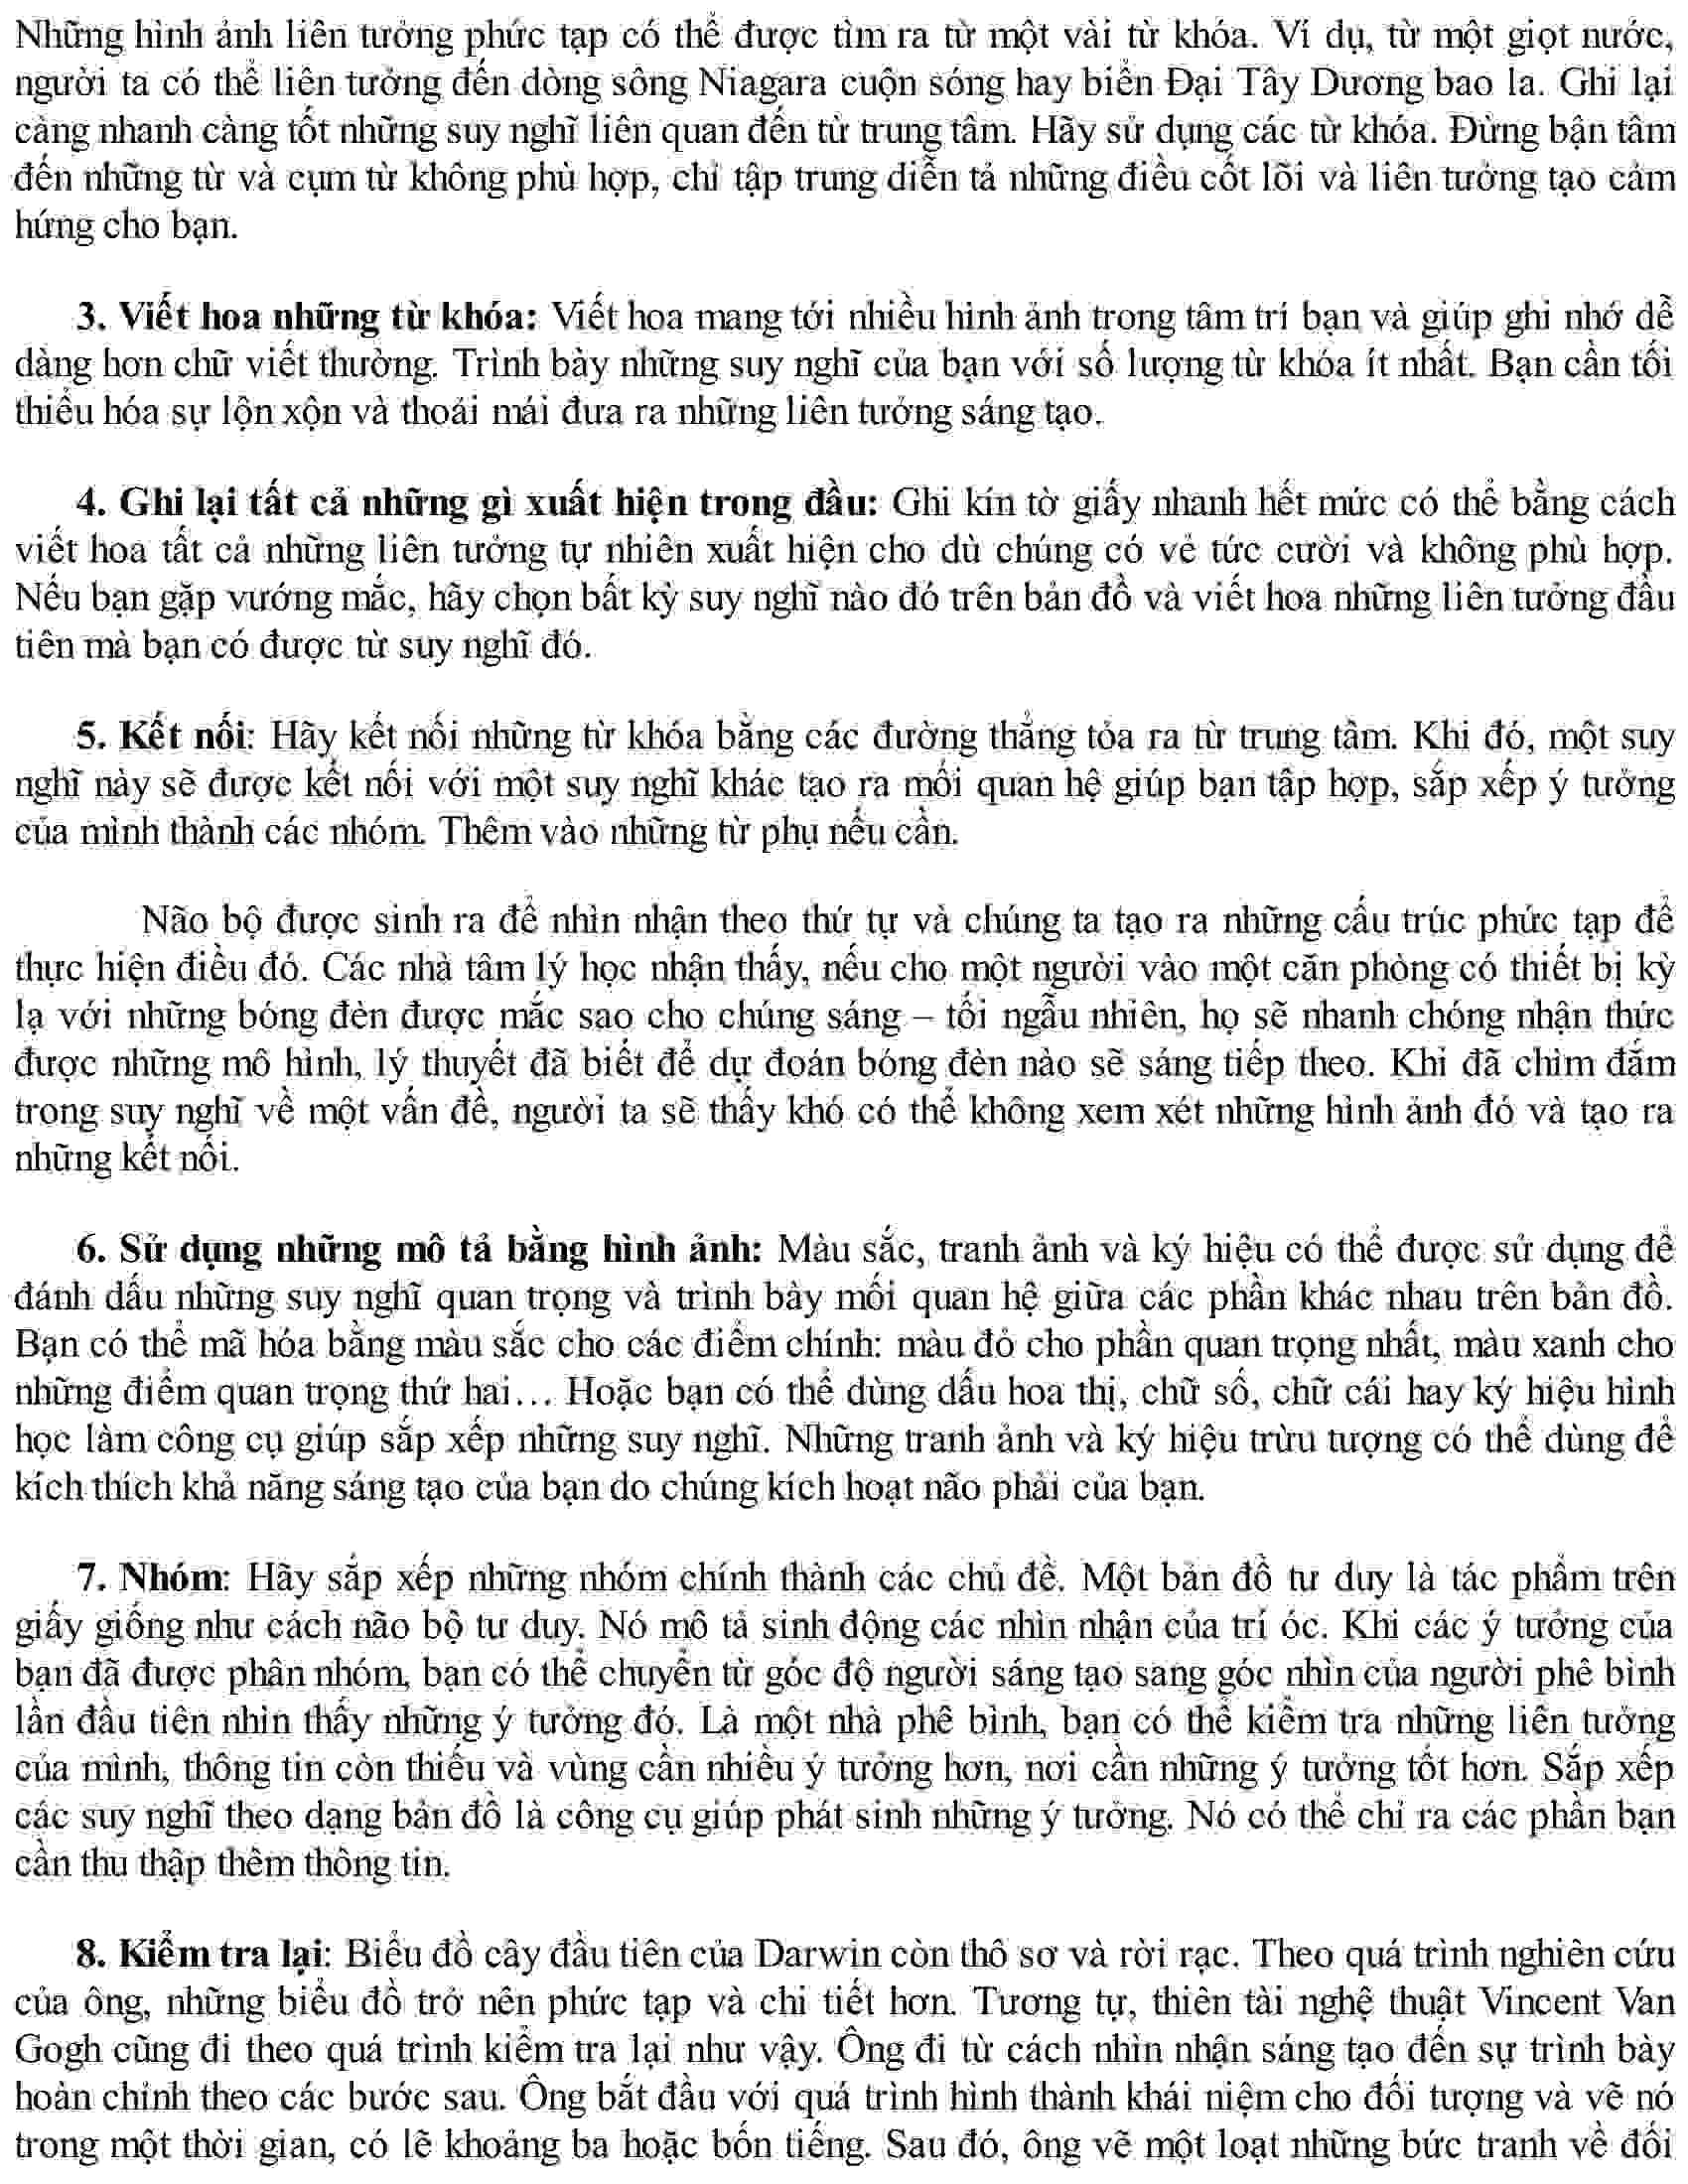 Những hình ảnh liên tưởng phức tạp có thể được tìm ra từ một vài từ khóa. Ví dụ, từ một giọt nước,
người ta có thể liên tưởng đến dòng sông Niagara cuộn sóng hay biển Đại Tây Dương bao la. Ghi lại
càng nhanh càng tốt những suy nghĩ liên quan đến từ trung tâm. Hãy sử dụng các từ khóa. Đừng bận tâm
đến những từ và cụm từ không phù hợp, chỉ tập trung diễn tả những điều cốt lõi và liên tưởng tạo cảm
hứng cho bạn.
3. Viết hoa những từ khóa: Viết hoa mang tới nhiều hình ảnh trong tâm trí bạn và giúp ghi nhớ dễ
dàng hơn chữ viết thường. Trình bày những suy nghĩ của bạn với số lượng từ khóa ít nhất. Bạn cần tối
thiểu hóa sự lộn xộn và thoải mái đưa ra những liên tưởng sáng tạo.
4. Ghi lại tất cả những gì xuất hiện trong đầu: Ghi kín tờ giấy nhanh hết mức có thể bằng cách
viết hoa tất cả những liên tưởng tự nhiên xuất hiện cho dù chúng có vẻ tức cười và không phù hợp.
Nếu bạn gặp vướng mắc, hãy chọn bất kỳ suy nghĩ nào đó trên bản đồ và viết hoa những liên tưởng đầu
tiên mà bạn có được từ suy nghĩ đó.
5. Kết nối: Hãy kết nối những từ khóa bằng các đường thẳng tỏa ra từ trung tâm. Khi đó, một suy
nghĩ này sẽ được kết nối với một suy nghĩ khác tạo ra mối quan hệ giúp bạn tập hợp, sắp xếp ý tưởng
của mình thành các nhóm. Thêm vào những từ phụ nếu cần.
Não bộ được sinh ra để nhìn nhận theo thứ tự và chúng ta tạo ra những cấu trúc phức tạp để
thực hiện điều đó. Các nhà tâm lý học nhận thấy, nếu cho một người vào một căn phòng có thiết bị kỳ
lạ với những bóng đèn được mắc sao cho chúng sáng – tối ngẫu nhiên, họ sẽ nhanh chóng nhận thức
được những mô hình, lý thuyết đã biết để dự đoán bóng đèn nào sẽ sáng tiếp theo. Khi đã chìm đắm
trong suy nghĩ về một vấn đề, người ta sẽ thấy khó có thể không xem xét những hình ảnh đó và tạo ra
những kết nối.
6. Sử dụng những mô tả bằng hình ảnh: Màu sắc, tranh ảnh và ký hiệu có thể được sử dụng để
đánh dấu những suy nghĩ quan trọng và trình bày mối quan hệ giữa các phần khác nhau trên bản đồ.
Bạn có thể mã hóa bằng màu sắc cho các điểm chính: màu đỏ cho phần quan trọng nhất, màu xanh cho
những điểm quan trọng thứ hai… Hoặc bạn có thể dùng dấu hoa thị, chữ số, chữ cái hay ký hiệu hình
học làm công cụ giúp sắp xếp những suy nghĩ. Những tranh ảnh và ký hiệu trừu tượng có thể dùng để
kích thích khả năng sáng tạo của bạn do chúng kích hoạt não phải của bạn.
7. Nhóm: Hãy sắp xếp những nhóm chính thành các chủ đề. Một bản đồ tư duy là tác phẩm trên
giấy giống như cách não bộ tư duy. Nó mô tả sinh động các nhìn nhận của trí óc. Khi các ý tưởng của
bạn đã được phân nhóm, bạn có thể chuyển từ góc độ người sáng tạo sang góc nhìn của người phê bình
lần đầu tiên nhìn thấy những ý tưởng đó. Là một nhà phê bình, bạn có thể kiểm tra những liên tưởng
của mình, thông tin còn thiếu và vùng cần nhiều ý tưởng hơn, nơi cần những ý tưởng tốt hơn. Sắp xếp
các suy nghĩ theo dạng bản đồ là công cụ giúp phát sinh những ý tưởng. Nó có thể chỉ ra các phần bạn
cần thu thập thêm thông tin.
8. Kiểm tra lại: Biểu đồ cây đầu tiên của Darwin còn thô sơ và rời rạc. Theo quá trình nghiên cứu
của ông, những biểu đồ trở nên phức tạp và chi tiết hơn. Tương tự, thiên tài nghệ thuật Vincent Van
Gogh cũng đi theo quá trình kiểm tra lại như vậy. Ông đi từ cách nhìn nhận sáng tạo đến sự trình bày
hoàn chỉnh theo các bước sau. Ông bắt đầu với quá trình hình thành khái niệm cho đối tượng và vẽ nó
trong một thời gian, có lẽ khoảng ba hoặc bốn tiếng. Sau đó, ông vẽ một loạt những bức tranh về đối